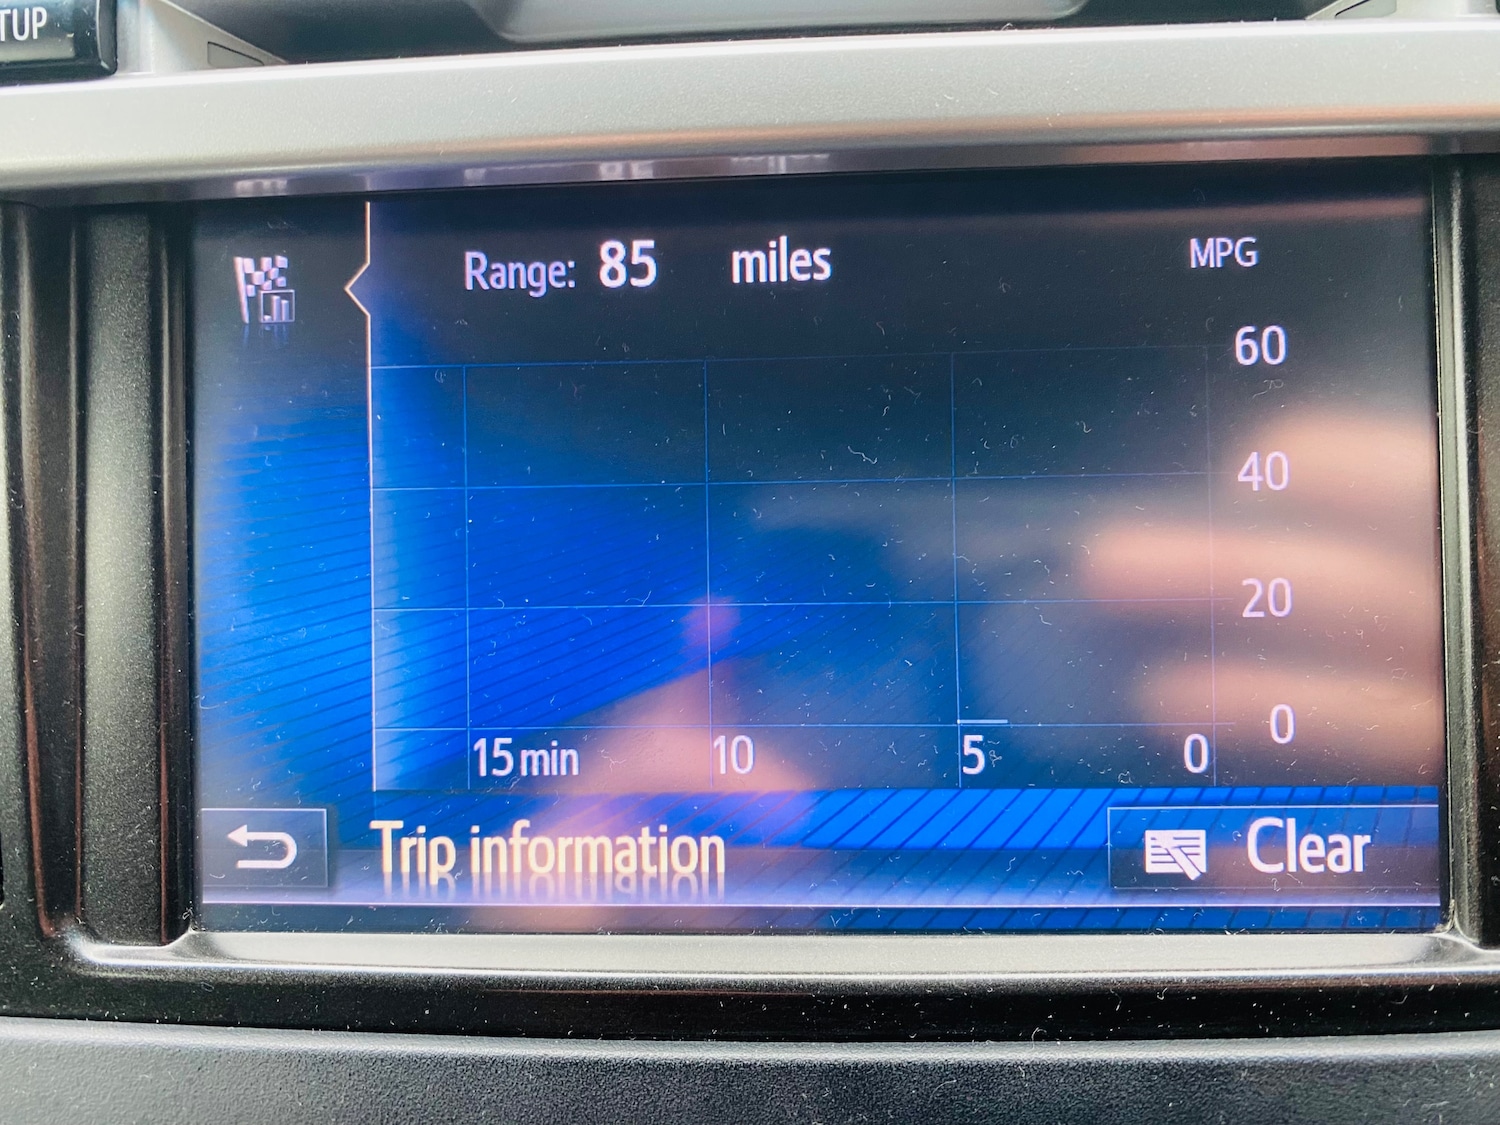 TUP
Range: 85 miles
MPG
60
40
20
0
15 min 10 5 0
Trip information
Clear